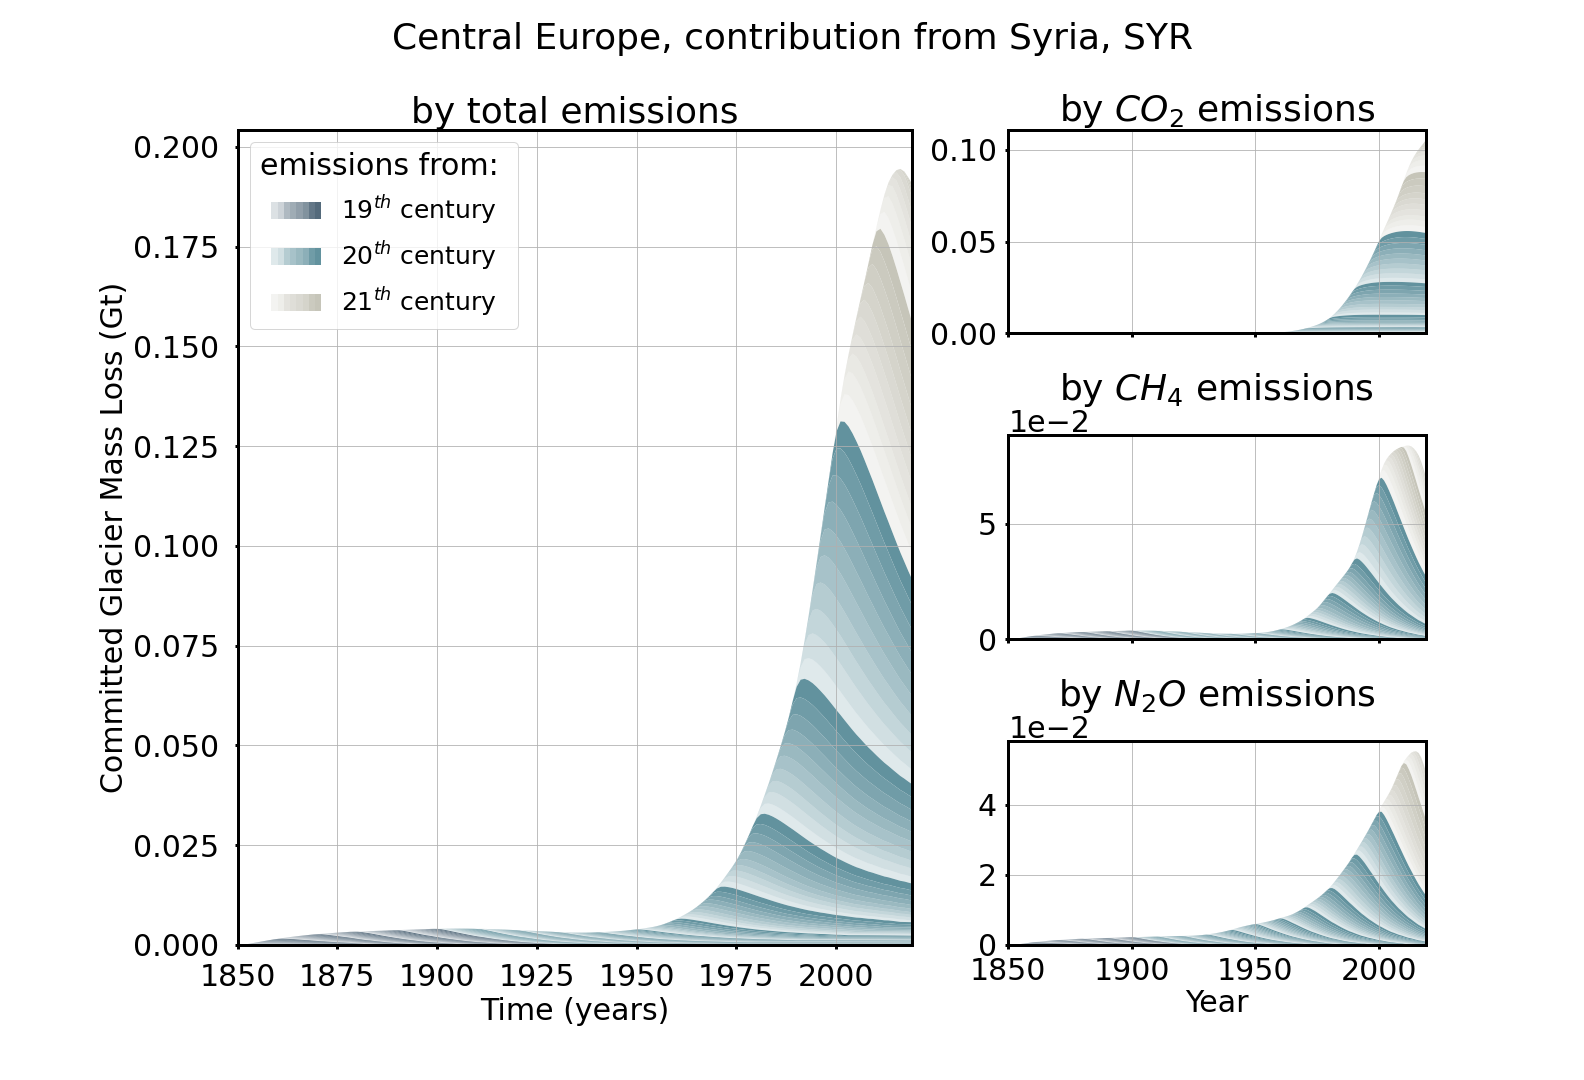 Central Europe, contribution from Syria, SYR
by total emissions
Committed Glacier Mass Loss (Gt)
0.200
0.175
0.150
0.125
0.100
0.075
0.050
0.025
0.000
emissions from:
19th century
20th century
21th century
1850 1875 1900 1925 1950 1975 2000
Time (years)
by CO2 emissions
0.10
0.05
0.00
by CH4 emissions
1e−2
5
0
by N2O emissions
1e−2
4
2
0
1850 1900 1950 2000
Year